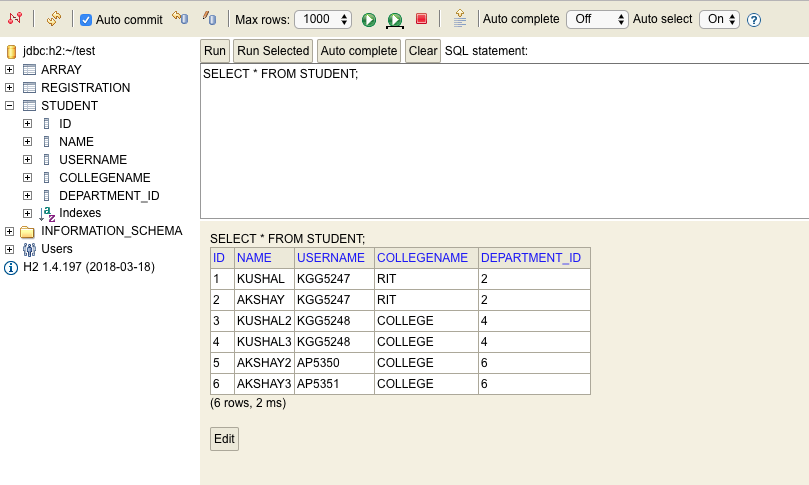 Auto commit Max rows: 1000 Auto complete Off Auto select On ?
jdbc:h2:~/test
ARRAY
REGISTRATION
STUDENT
ID
NAME
USERNAME
COLLEGENAME
DEPARTMENT_ID
Indexes
INFORMATION_SCHEMA
Users
H2 1.4.197 (2018-03-18)
Run Run Selected Auto complete Clear SQL statement:
SELECT * FROM STUDENT;
SELECT * FROM STUDENT;
ID NAME USERNAME COLLEGENAME DEPARTMENT_ID
1 KUSHAL KGG5247 RIT 2
2 AKSHAY KGG5247 RIT 2
3 KUSHAL2 KGG5248 COLLEGE 4
4 KUSHAL3 KGG5248 COLLEGE 4
5 AKSHAY2 AP5350 COLLEGE 6
6 AKSHAY3 AP5351 COLLEGE 6
(6 rows, 2 ms)
Edit